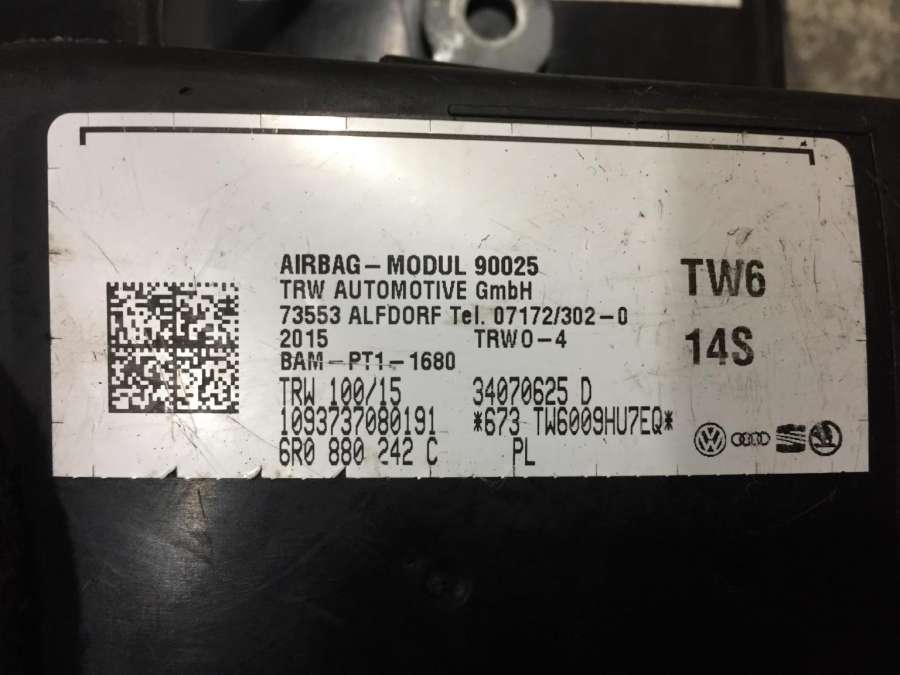 AIRBAG-MODUL 90025
TRW AUTOMOTIVE GmbH
73553 ALFDORF Tel. 07172/302-0
2015 TRWO-4
BAM-PT1-1680
TRW 100/15 34070625 D
1093737080191 *673 TW6009HU7EQ*
6R0 880 242 C PL
TW6
14S